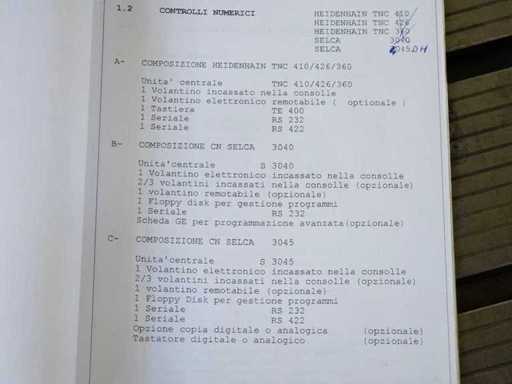 1.2 CONTROLLI NUMERICI HEIDENHAIN TNC 410
HEIDENHAIN TNC 426
HEIDENHAIN TNC 360
SELCA 3040
SELCA 3045 DH
A- COMPOSIZIONE HEIDENHAIN TNC 410/426/360
Unita' centrale TNC 410/426/360
1 Volantino incassato nella consolle
1 Volantino elettronico remotabile ( optionale )
1 Tastiera TE 400
1 Seriale RS 232
1 Seriale RS 422
B- COMPOSIZIONE CN SELCA 3040
Unita'centrale S 3040
1 Volantino elettronico incassato nella consolle
2/3 volantini incassati nella consolle (opzionale)
1 volantino remotabile (opzionale)
1 Floppy disk per gestione programmi
1 Seriale RS 232
Scheda GE per programmazione avanzata(opzionale)
C- COMPOSIZIONE CN SELCA 3045
Unita'centrale S 3045
1 Volantino elettronico incassato nella consolle
2/3 volantini incassati nella consolle (opzionale)
1 volantino remotabile (opzionale)
1 Floppy Disk per gestione programmi
1 Seriale RS 232
1 Seriale RS 422
Opzione copia digitale o analogica (opzionale)
Tastatore digitale o analogico (opzionale)